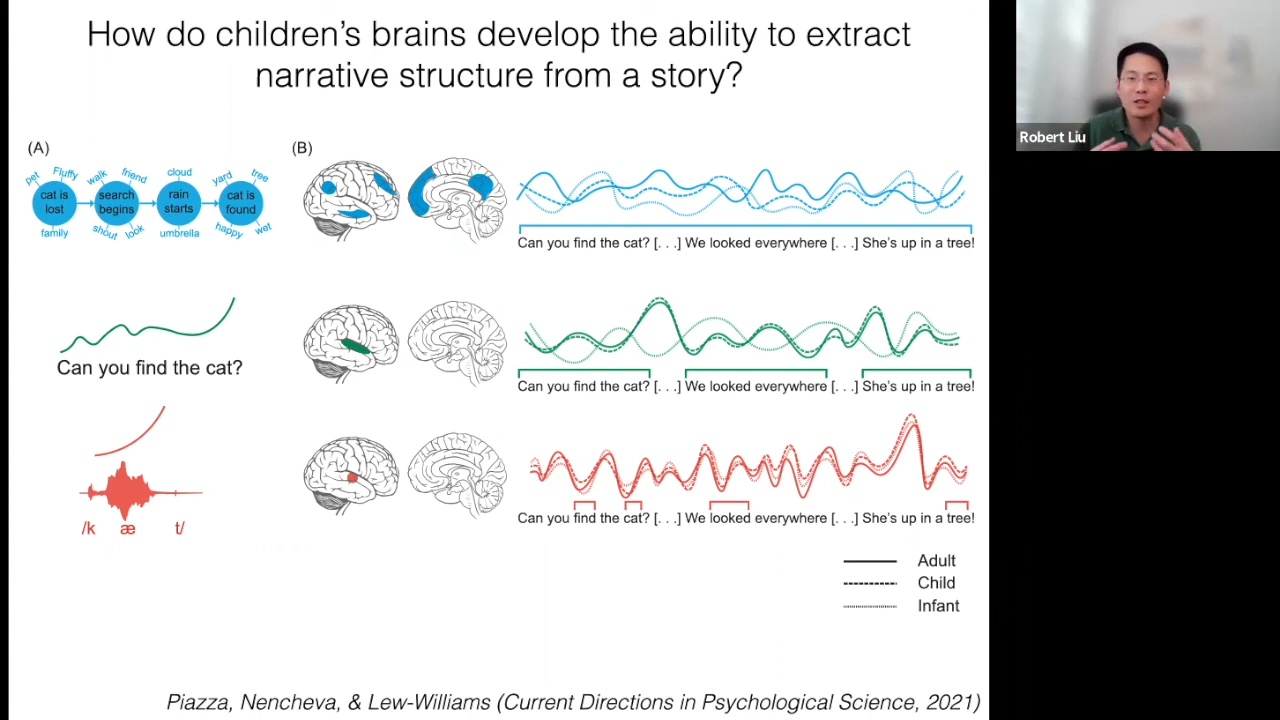 How do children's brains develop the ability to extract
narrative structure from a story?
Robert Liu
(A)
(B)
pet Fluffy walk friend cloud yard tree
cat is lost
search begins
rain starts
cat is found
family shout look umbrella happy wet
Can you find the cat? [. . .] We looked everywhere [. . .] She's up in a tree!
Can you find the cat?
Can you find the cat? [. . .] We looked everywhere [. . .] She's up in a tree!
/k æ t/
Can you find the cat? [. . .] We looked everywhere [. . .] She's up in a tree!
Adult
Child
Infant
Piazza, Nencheva, & Lew-Williams (Current Directions in Psychological Science, 2021)